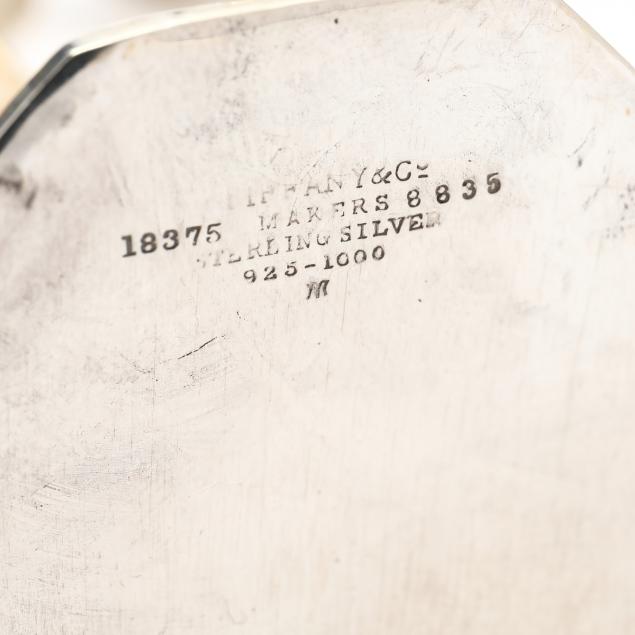 TIFFANY & Co
18375 MAKERS 8835
STERLING SILVER
925-1000
M